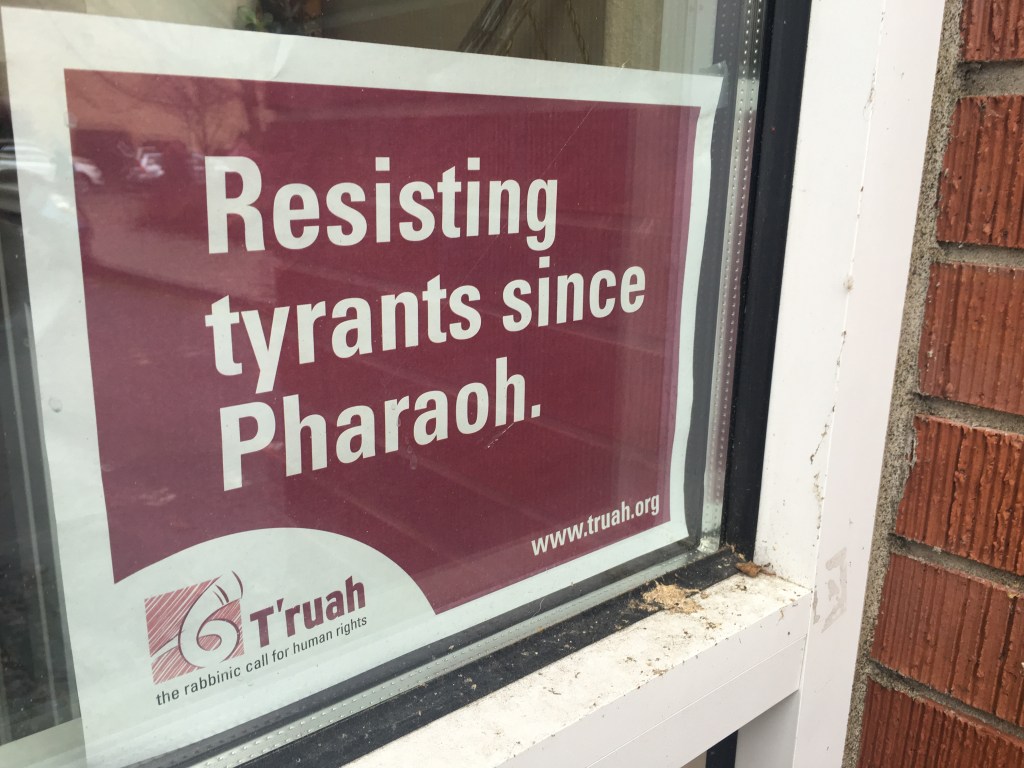 Resisting
tyrants since
Pharaoh.
www.truah.org
T'ruah
the rabbinic call for human rights